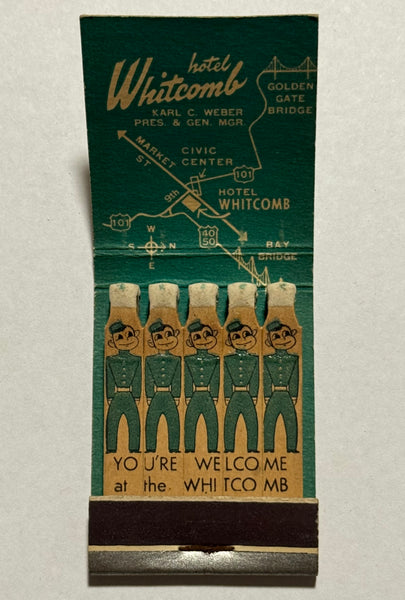 hotel
Whitcomb
KARL C. WEBER
PRES. & GEN. MGR.
GOLDEN
GATE
BRIDGE
MARKET
ST
CIVIC
CENTER
101
9th
HOTEL
WHITCOMB
101
40
50
W
S N
E
BAY
BRIDGE
YOU'RE WELCOME
at the WHITCOMB